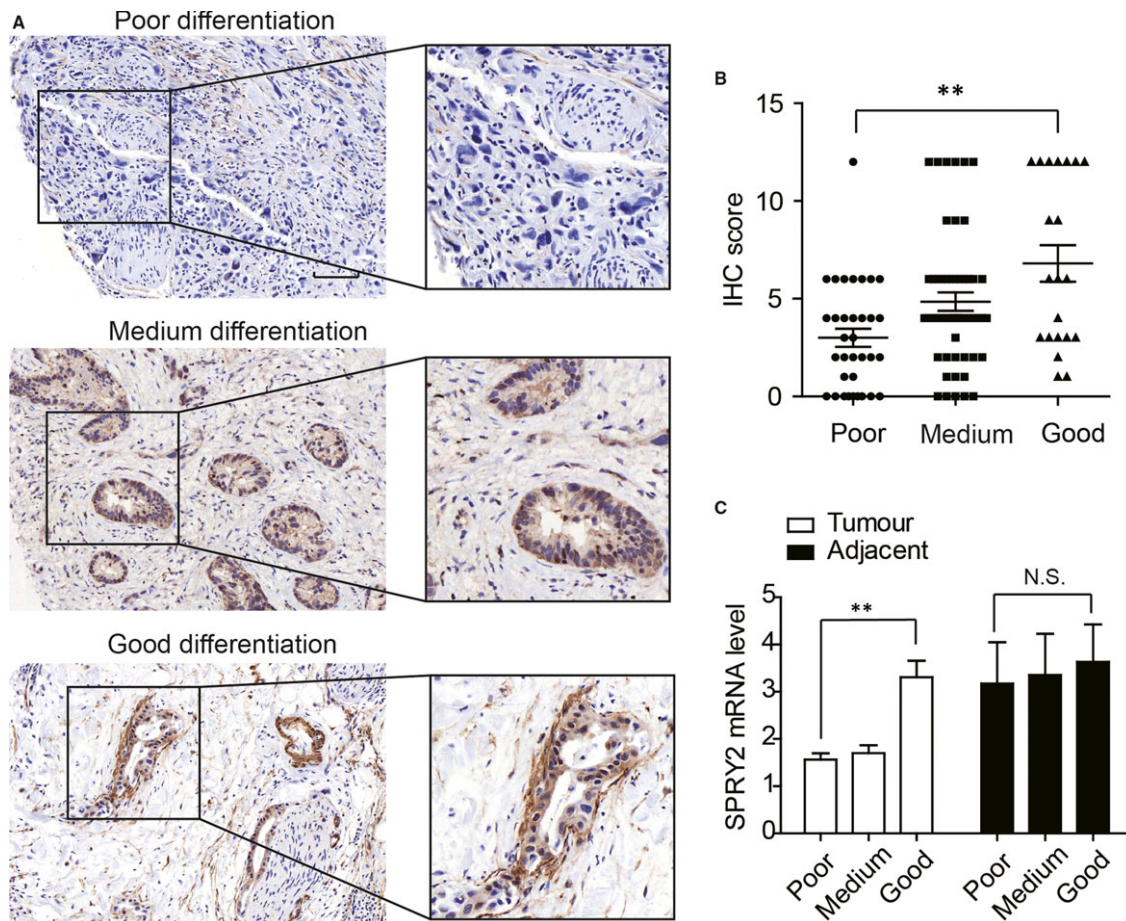 A
Poor differentiation
Medium differentiation
Good differentiation
B
**
15
10
5
0
IHC score
Poor Medium Good
C
Tumour
Adjacent
N.S.
**
5
4
3
2
1
0
SPRY2 mRNA level
Poor Medium Good Poor Medium Good